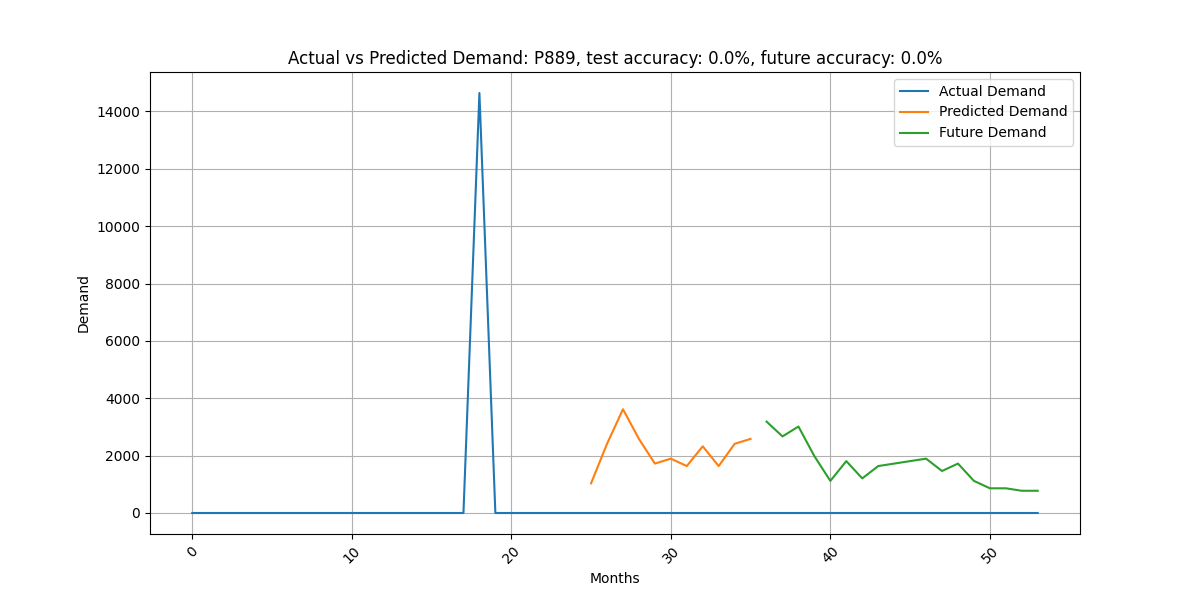 Actual vs Predicted Demand: P889, test accuracy: 0.0%, future accuracy: 0.0%
Actual Demand
Predicted Demand
Future Demand
14000
12000
10000
8000
6000
4000
2000
0
Demand
0
10
20
30
40
50
Months